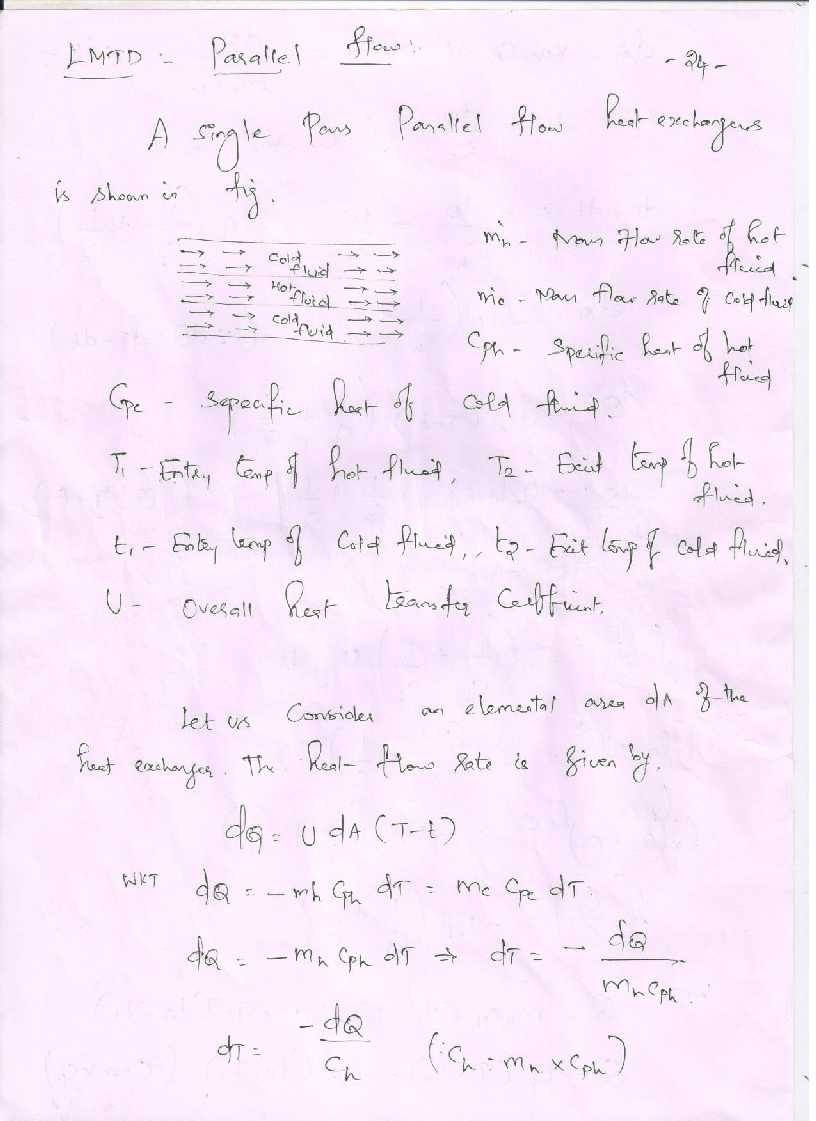 LMTD :- Parallel flow :-
- 24 -
A single Pass Parallel flow heat exchangers
is shown in fig.
cold fluid
Hot fluid
cold fluid
mh - Mass Flow rate of hot fluid
mc - Mass flow rate of cold fluid
Cph - Specific heat of hot fluid
Cpc - sepecific heat of cold fluid.
T1 - Entry temp of hot fluid, T2 - Exit temp of hot fluid.
t1 - Entry temp of cold fluid, t2 - Exit temp of cold fluid,
U - Overall heat transfer Coefficient.
Let us Consider an elemental area dA of the
heat exchanger. The heat flow rate is given by.
dQ = U dA (T-t)
WKT dQ = - mh Cph dT = mc Cpc dT.
dQ = - mh Cph dT ⇒ dT = - dQ / mh Cph.
dT = -dQ / Ch (∵ Ch = mh x Cph)